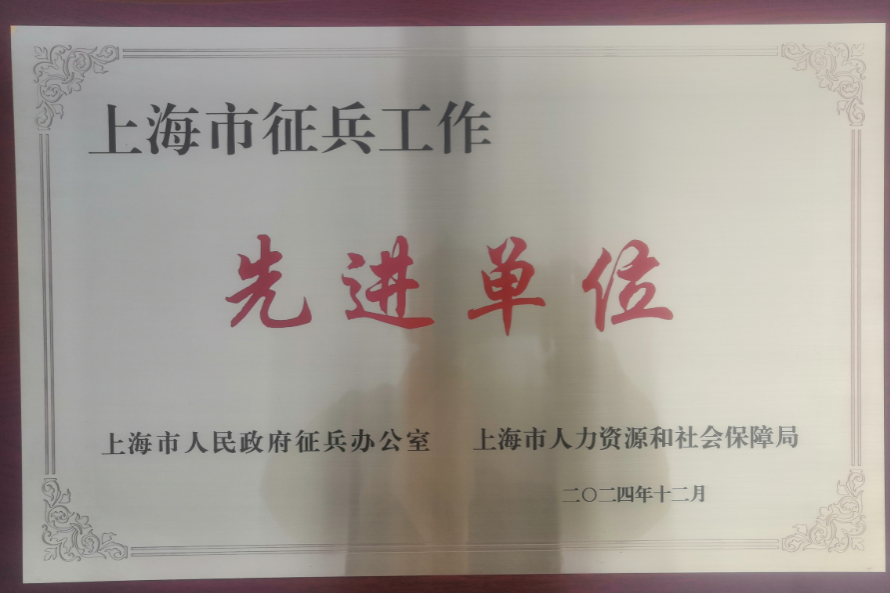 上海市征兵工作
先进单位
上海市人民政府征兵办公室 上海市人力资源和社会保障局
二〇二四年十二月